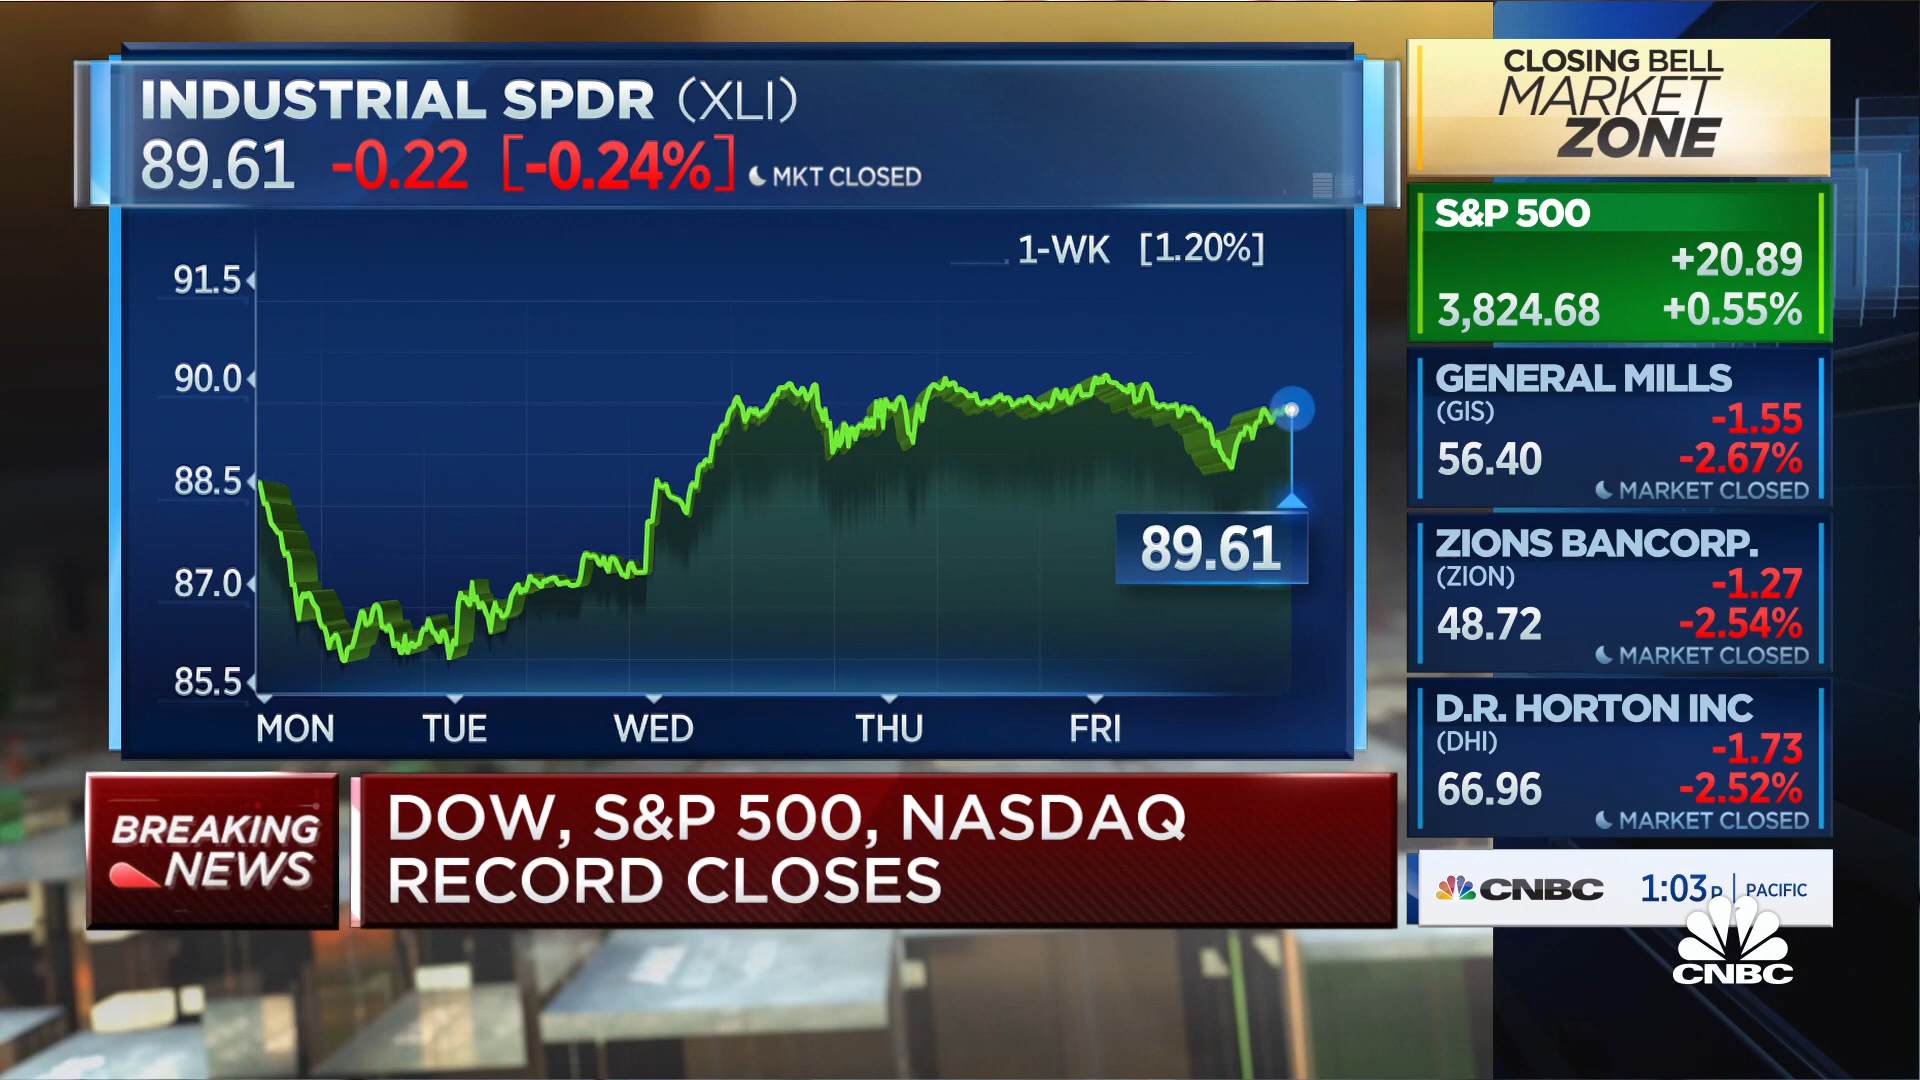 INDUSTRIAL SPDR (XLI)
89.61 -0.22 [-0.24%] MKT CLOSED
1-WK [1.20%]
91.5
90.0
88.5
87.0
85.5
89.61
MON TUE WED THU FRI
BREAKING
NEWS
DOW, S&P 500, NASDAQ
RECORD CLOSES
CLOSING BELL
MARKET
ZONE
S&P 500
+20.89
3,824.68 +0.55%
GENERAL MILLS
(GIS) -1.55
56.40 -2.67%
MARKET CLOSED
ZIONS BANCORP.
(ZION) -1.27
48.72 -2.54%
MARKET CLOSED
D.R. HORTON INC
(DHI) -1.73
66.96 -2.52%
MARKET CLOSED
CNBC 1:03P PACIFIC
CNBC